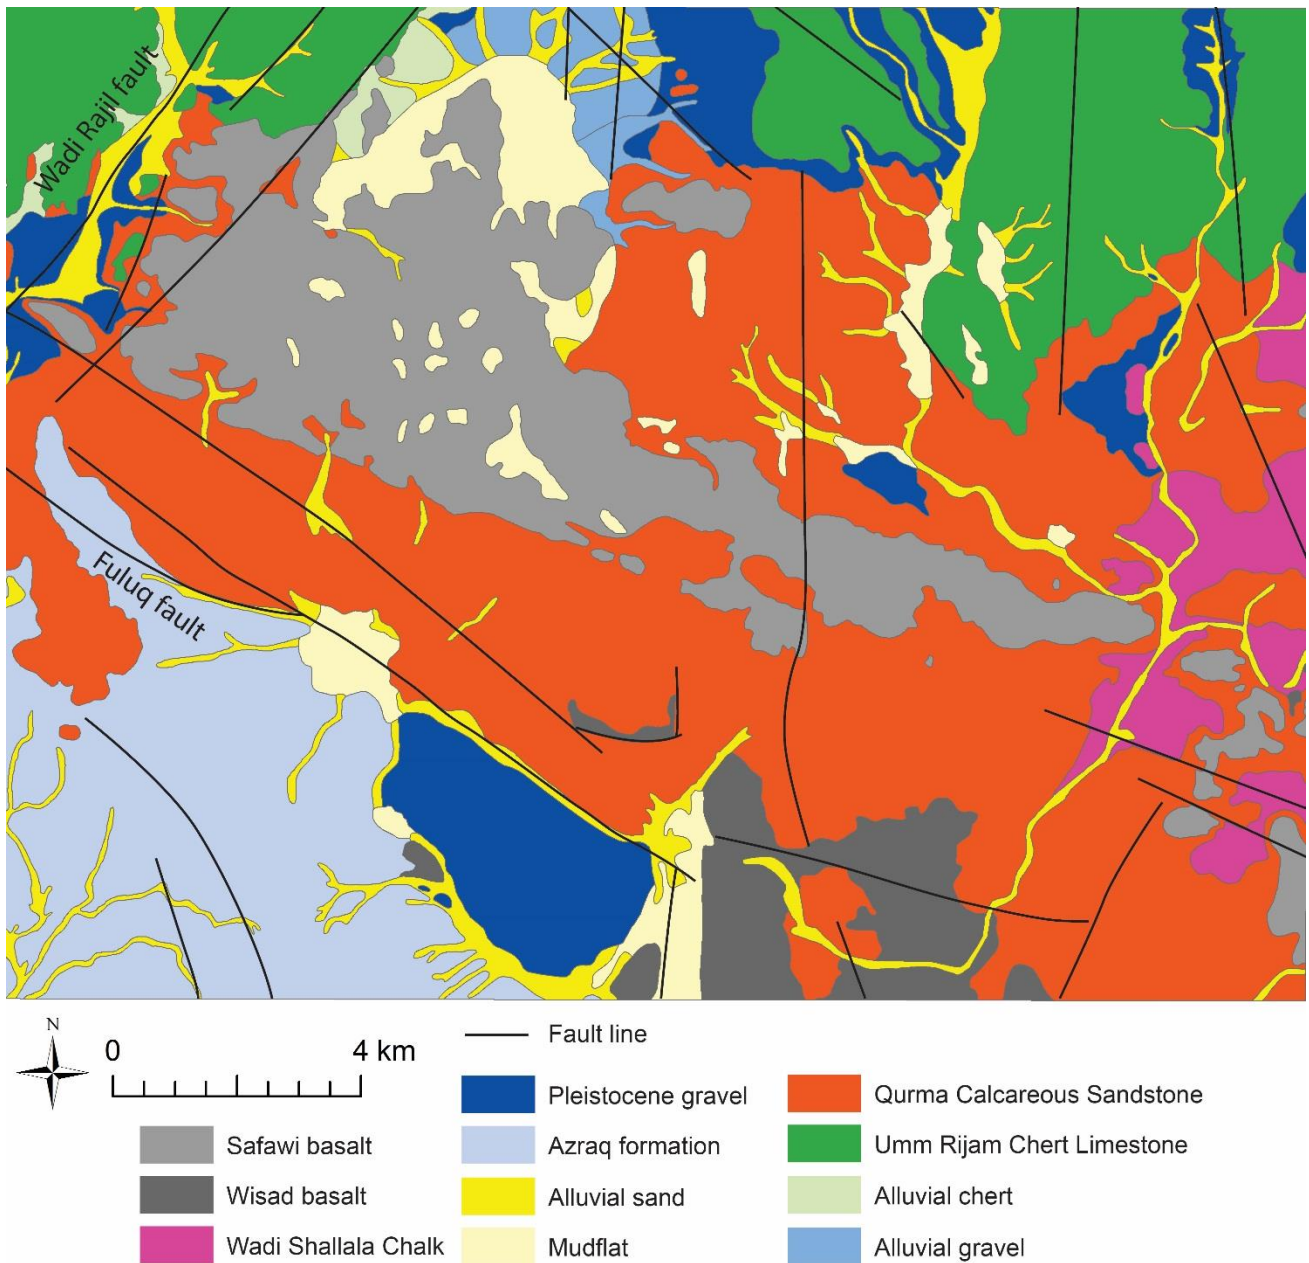 Wadi Rajil fault
Fuluq fault
N
0 4 km
Fault line
Pleistocene gravel
Qurma Calcareous Sandstone
Safawi basalt
Azraq formation
Umm Rijam Chert Limestone
Wisad basalt
Alluvial sand
Alluvial chert
Wadi Shallala Chalk
Mudflat
Alluvial gravel